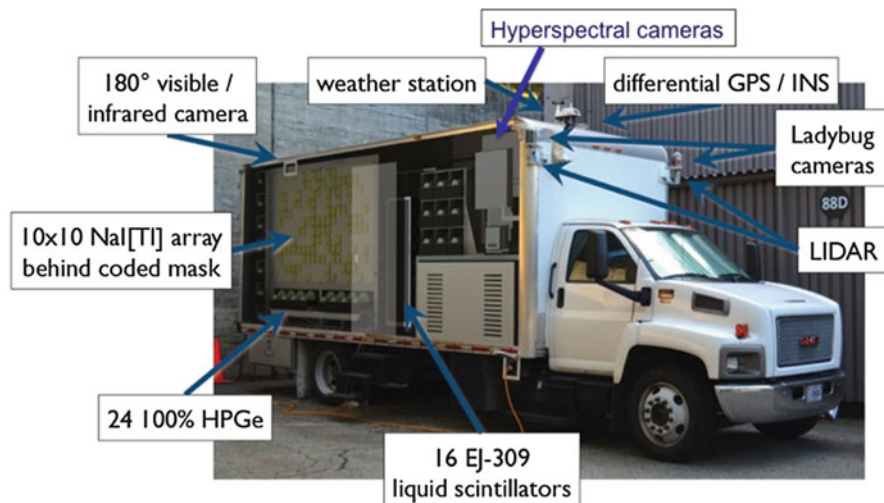 Hyperspectral cameras
180° visible /
infrared camera
weather station
differential GPS / INS
Ladybug
cameras
88D
10x10 NaI[Tl] array
behind coded mask
LIDAR
GMC
24 100% HPGe
16 EJ-309
liquid scintillators